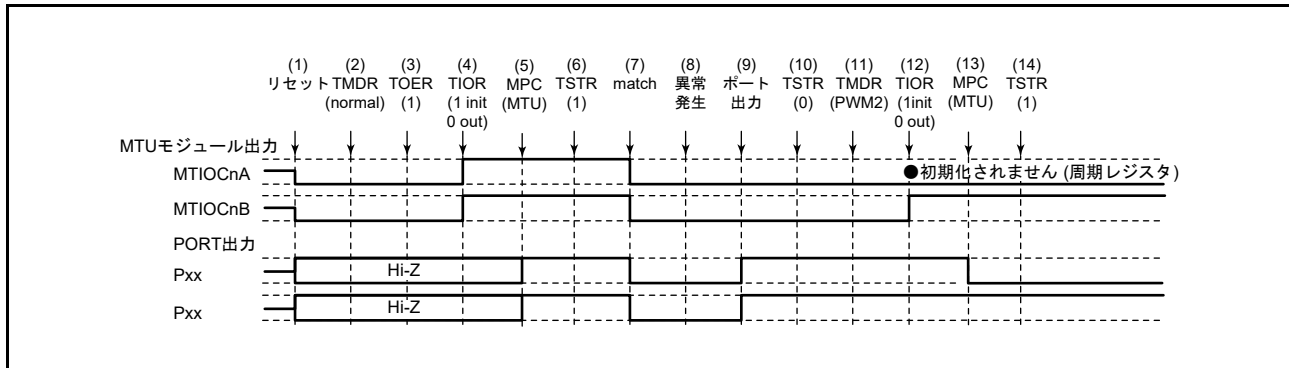 (1) (2) (3) (4) (5) (6) (7) (8) (9) (10) (11) (12) (13) (14)
リセット TMDR TOER TIOR MPC TSTR match 異常 ポート TSTR TMDR TIOR MPC TSTR
(normal) (1) (1 init (MTU) (1) 発生 出力 (0) (PWM2) (1init (MTU) (1)
0 out) 0 out)
MTUモジュール出力
MTIOCnA ●初期化されません (周期レジスタ)
MTIOCnB
PORT出力
Pxx Hi-Z
Pxx Hi-Z